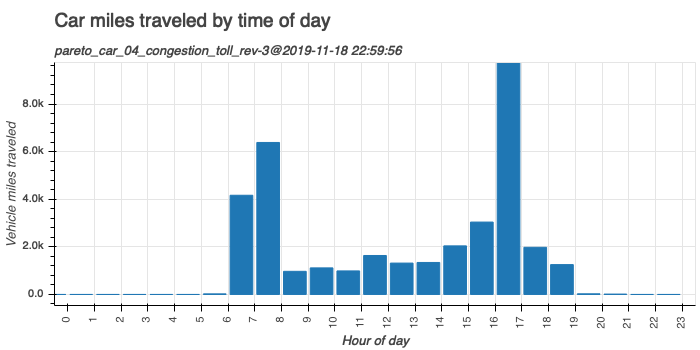 Car miles traveled by time of day
pareto_car_04_congestion_toll_rev-3@2019-11-18 22:59:56
Vehicle miles traveled
8.0k
6.0k
4.0k
2.0k
0.0
0 1 2 3 4 5 6 7 8 9 10 11 12 13 14 15 16 17 18 19 20 21 22 23
Hour of day